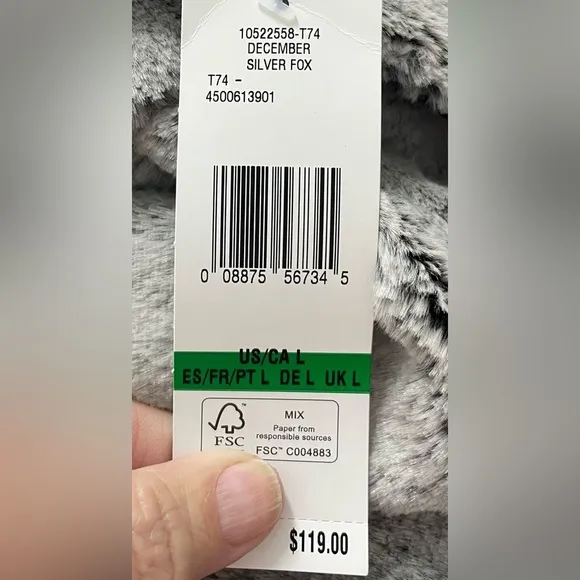 10522558-T74
DECEMBER
SILVER FOX
T74 -
4500613901
0 08875 56734 5
US/CA L
ES/FR/PT L DE L UK L
MIX
Paper from
responsible sources
FSC™ C004883
FSC
$119.00